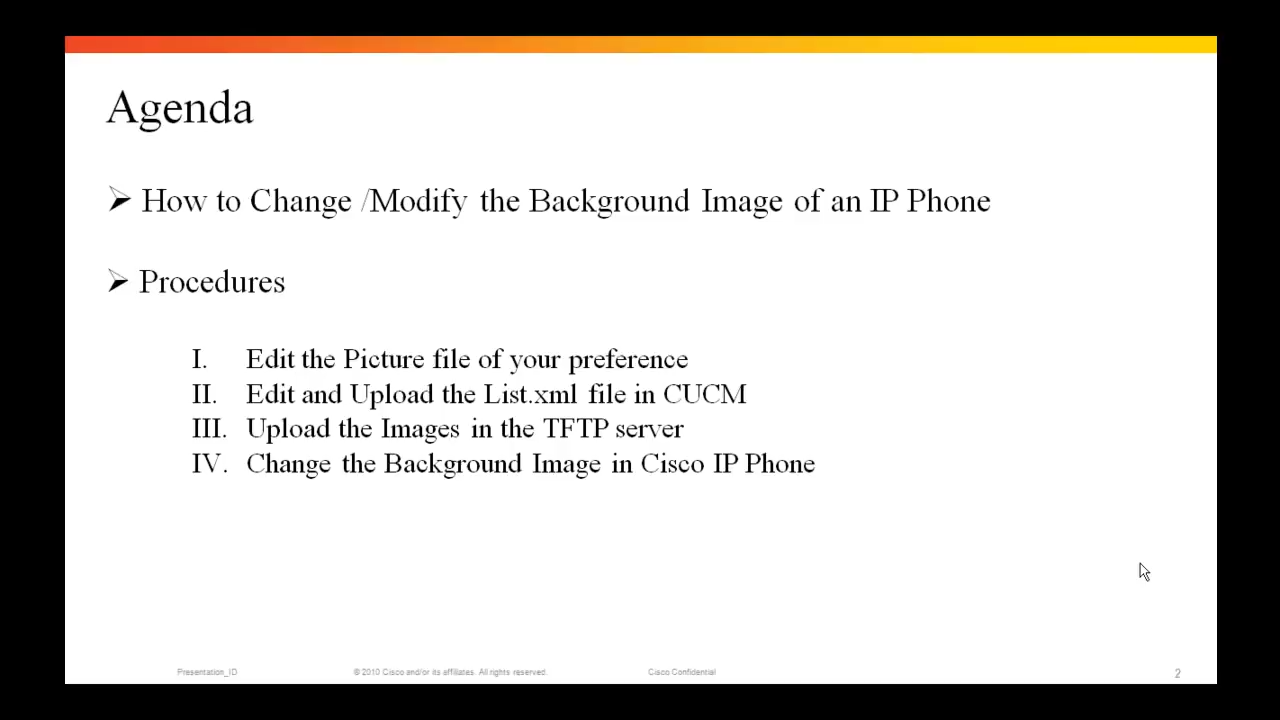 Agenda
➢ How to Change /Modify the Background Image of an IP Phone
➢ Procedures
I. Edit the Picture file of your preference
II. Edit and Upload the List.xml file in CUCM
III. Upload the Images in the TFTP server
IV. Change the Background Image in Cisco IP Phone
Presentation_ID © 2010 Cisco and/or its affiliates. All rights reserved. Cisco Confidential 2